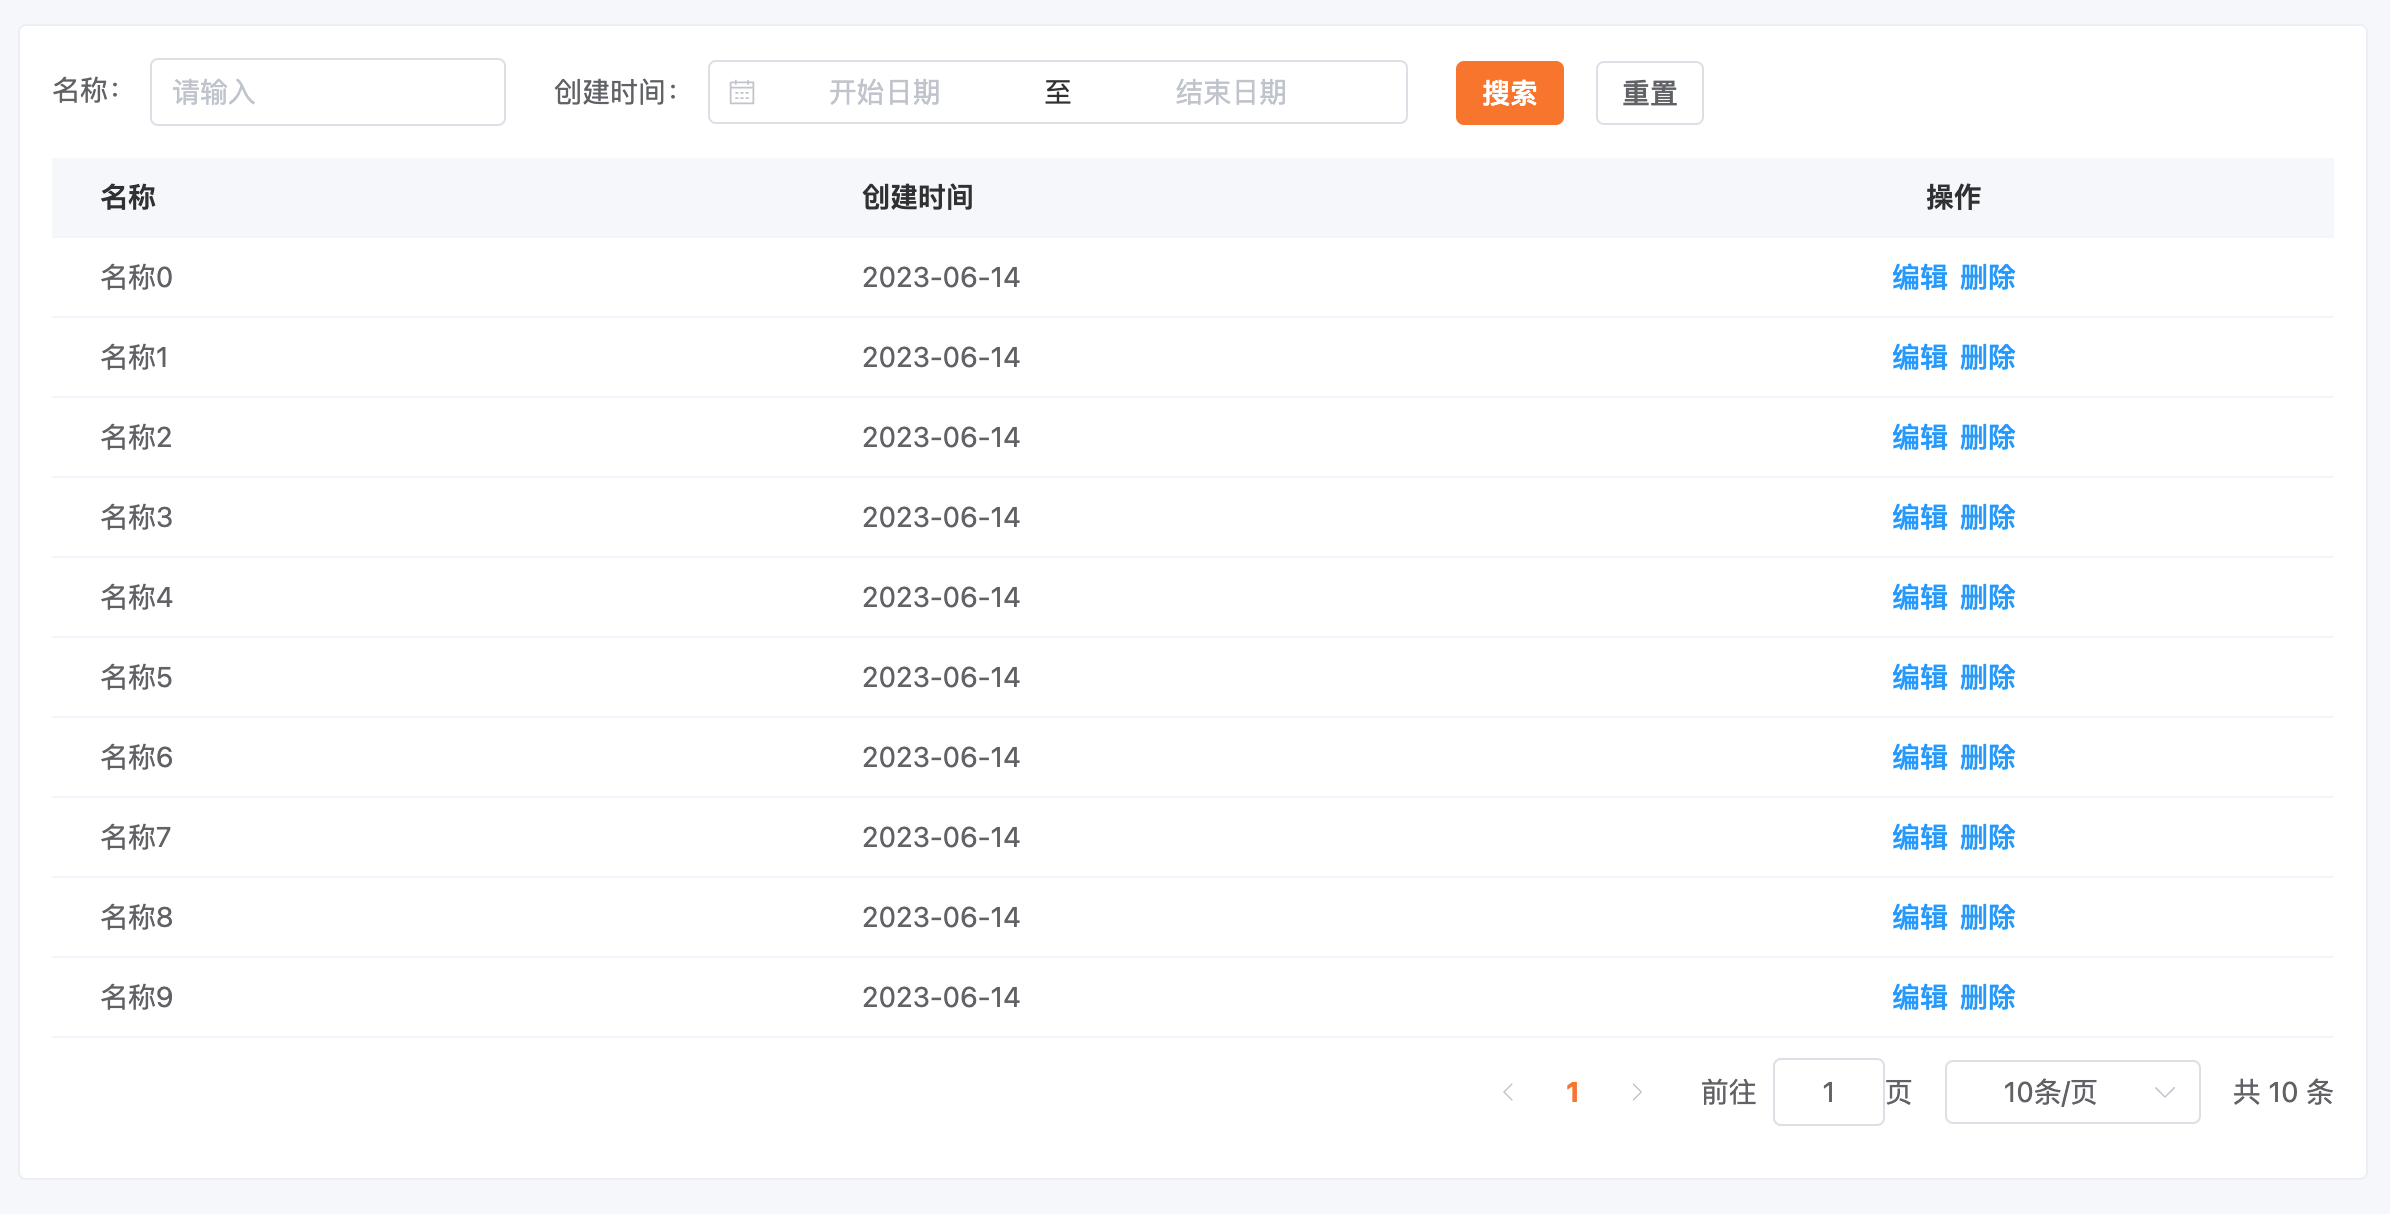 名称： 请输入 创建时间： 开始日期 至 结束日期 搜索 重置
名称 创建时间 操作
名称0 2023-06-14 编辑 删除
名称1 2023-06-14 编辑 删除
名称2 2023-06-14 编辑 删除
名称3 2023-06-14 编辑 删除
名称4 2023-06-14 编辑 删除
名称5 2023-06-14 编辑 删除
名称6 2023-06-14 编辑 删除
名称7 2023-06-14 编辑 删除
名称8 2023-06-14 编辑 删除
名称9 2023-06-14 编辑 删除
1 前往 1 页 10条/页 共 10 条